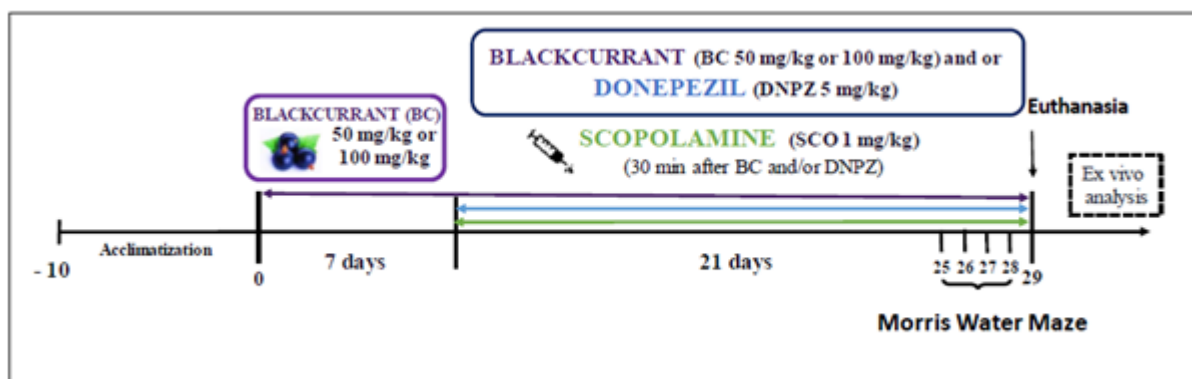 BLACKCURRANT (BC)
50 mg/kg or
100 mg/kg
BLACKCURRANT (BC 50 mg/kg or 100 mg/kg) and or
DONEPEZIL (DNPZ 5 mg/kg)
SCOPOLAMINE (SCO 1 mg/kg)
(30 min after BC and/or DNPZ)
Euthanasia
Ex vivo
analysis
Acclimatization
- 10
0
7 days
21 days
25 26 27 28 29
Morris Water Maze